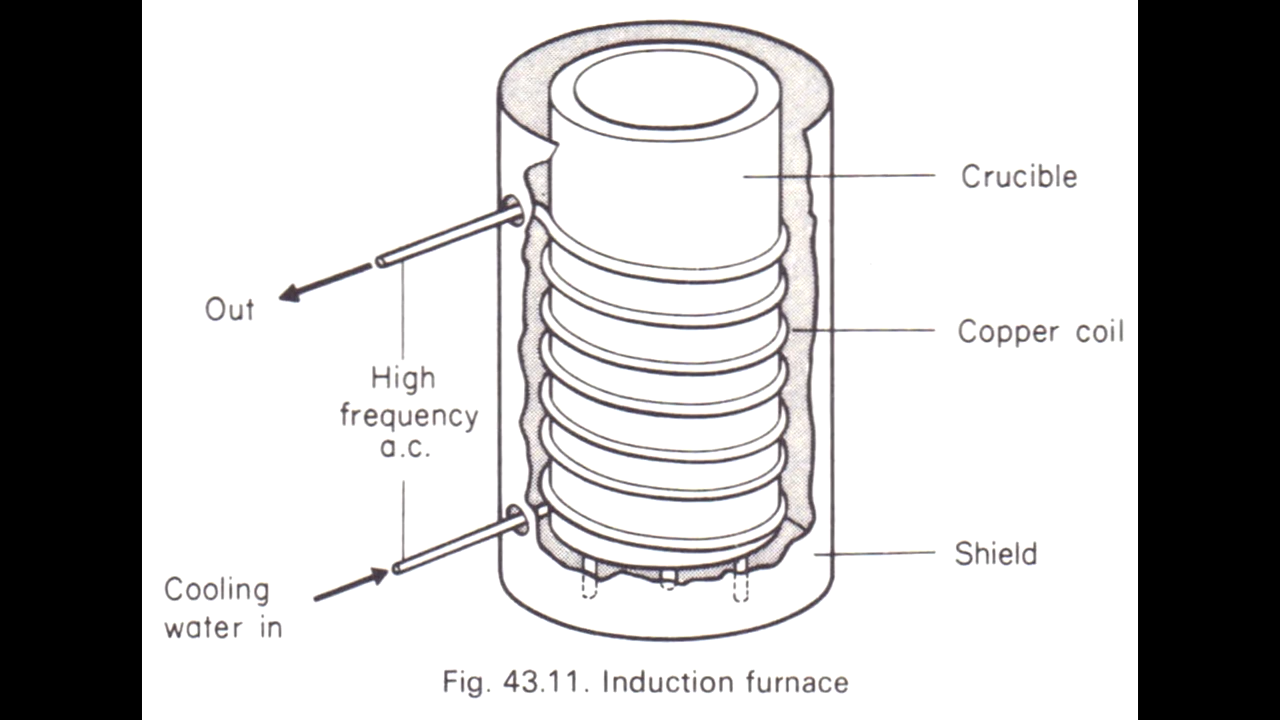 Crucible
Out
Copper coil
High
frequency
a.c.
Shield
Cooling
water in
Fig. 43.11. Induction furnace